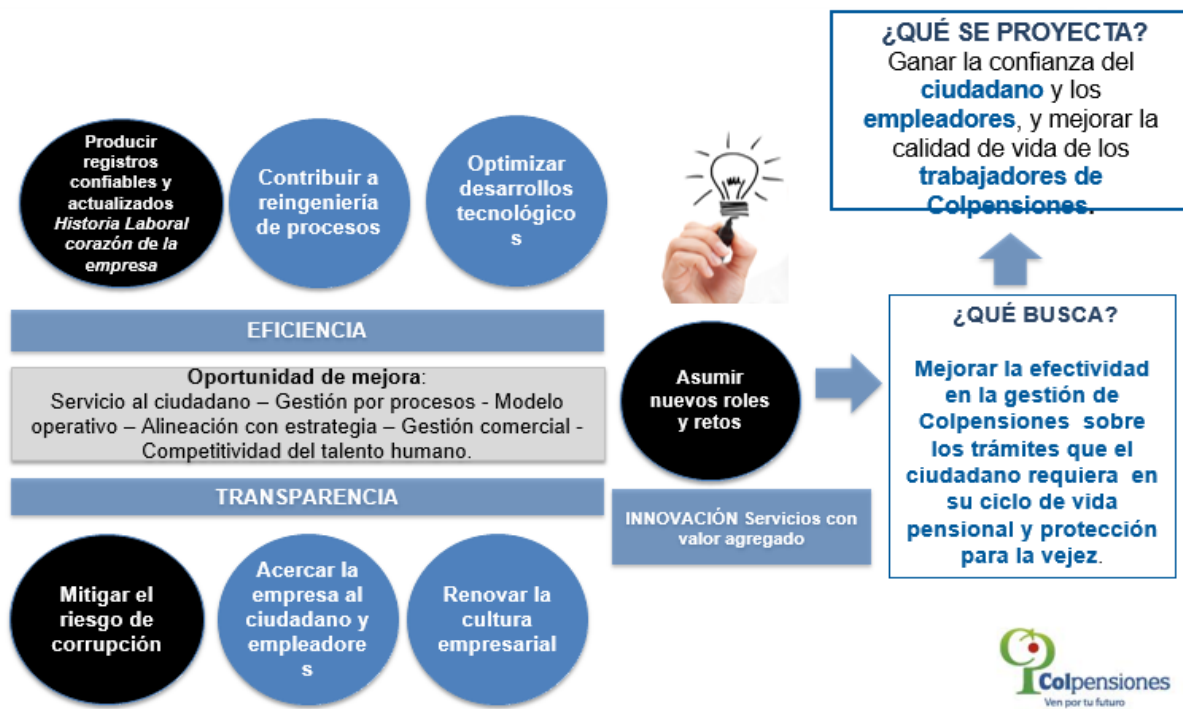 Producir
registros
confiables y
actualizados
Historia Laboral
corazón de la
empresa
Contribuir a
reingeniería
de procesos
Optimizar
desarrollos
tecnológico
s
EFICIENCIA
Oportunidad de mejora:
Servicio al ciudadano – Gestión por procesos - Modelo
operativo – Alineación con estrategia – Gestión comercial -
Competitividad del talento humano.
TRANSPARENCIA
Mitigar el
riesgo de
corrupción
Acercar la
empresa al
ciudadano y
empleadore
s
Renovar la
cultura
empresarial
Asumir
nuevos roles
y retos
INNOVACIÓN Servicios con
valor agregado
¿QUÉ SE PROYECTA?
Ganar la confianza del
ciudadano y los
empleadores, y mejorar la
calidad de vida de los
trabajadores de
Colpensiones.
¿QUÉ BUSCA?
Mejorar la efectividad
en la gestión de
Colpensiones sobre
los trámites que el
ciudadano requiera en
su ciclo de vida
pensional y protección
para la vejez.
Colpensiones
Ven por tu futuro